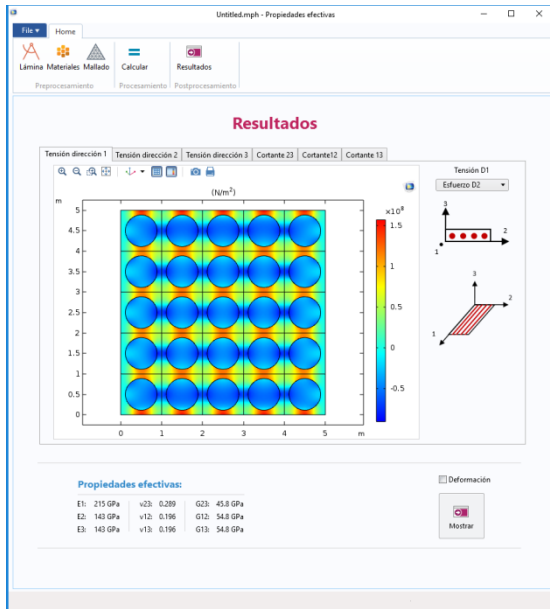 Untitled.mph - Propiedades efectivas
File ▾ Home
Lámina Materiales Mallado Calcular Resultados
Preprocesamiento Procesamiento Postprocesamiento
Resultados
Tensión dirección 1 Tensión dirección 2 Tensión dirección 3 Cortante 23 Cortante12 Cortante 13
(N/m²)
m
5
4.5
4
3.5
3
2.5
2
1.5
1
0.5
0
0 1 2 3 4 5 m
×10⁸
1.5
1
0.5
0
-0.5
Tensión D1
Esfuerzo D2
3
2
1
3
2
1
Propiedades efectivas:
E1: 215 GPa v23: 0.289 G23: 45.8 GPa
E2: 143 GPa v12: 0.196 G12: 54.8 GPa
E3: 143 GPa v13: 0.196 G13: 54.8 GPa
Deformación
Mostrar